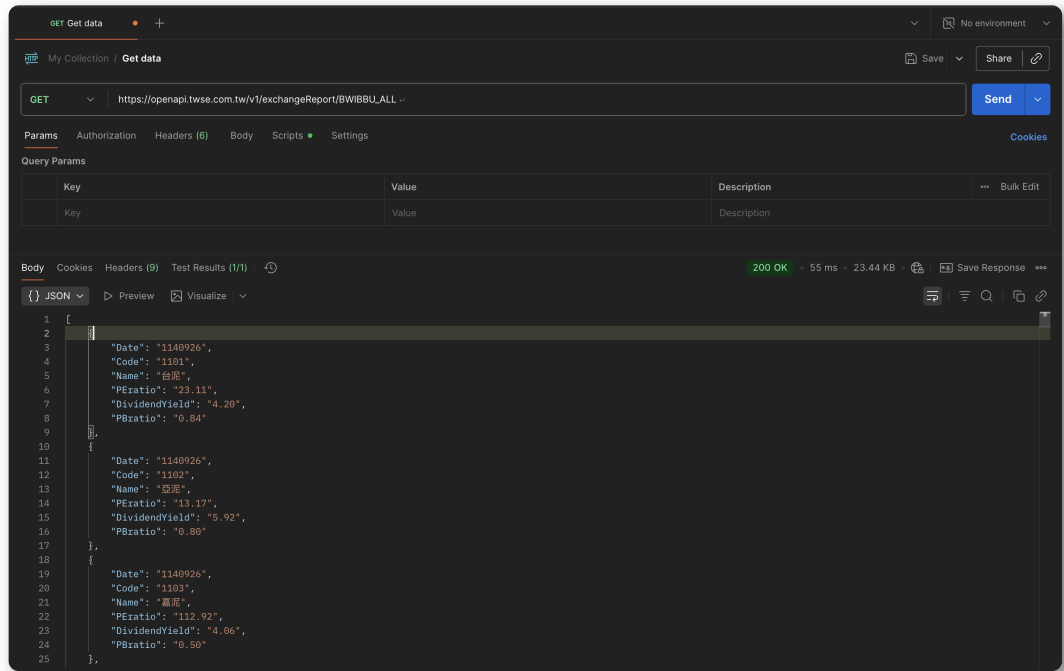 GET Get data
No environment
HTTP My Collection / Get data Save Share
GET https://openapi.twse.com.tw/v1/exchangeReport/BWIBBU_ALL Send
Params Authorization Headers (6) Body Scripts Settings Cookies
Query Params
Key Value Description Bulk Edit
Key Value Description
Body Cookies Headers (9) Test Results (1/1) 200 OK 55 ms 23.44 KB Save Response
{} JSON Preview Visualize
1 [
2 {
3 "Date": "1140926",
4 "Code": "1101",
5 "Name": "台泥",
6 "PEratio": "23.11",
7 "DividendYield": "4.20",
8 "PBratio": "0.84"
9 },
10 {
11 "Date": "1140926",
12 "Code": "1102",
13 "Name": "亞泥",
14 "PEratio": "13.17",
15 "DividendYield": "5.92",
16 "PBratio": "0.80"
17 },
18 {
19 "Date": "1140926",
20 "Code": "1103",
21 "Name": "嘉泥",
22 "PEratio": "112.92",
23 "DividendYield": "4.06",
24 "PBratio": "0.50"
25 },